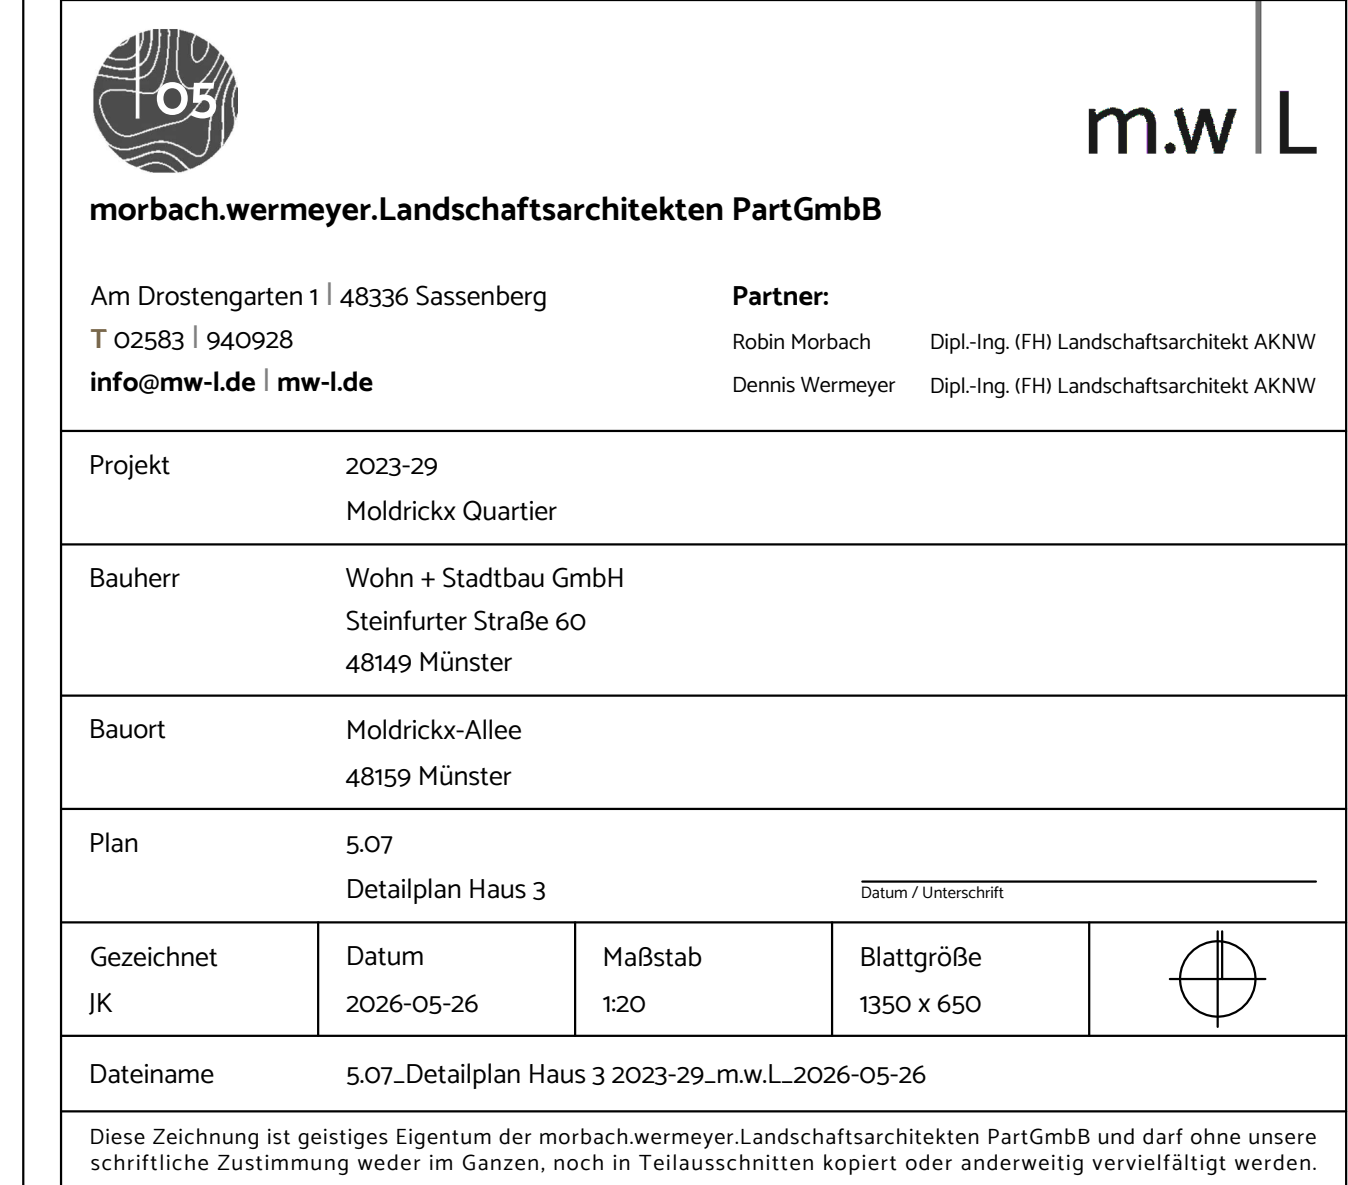 05
m.w L
morbach.wermeyer.Landschaftsarchitekten PartGmbB
Am Drostengarten 1 | 48336 Sassenberg
T 02583 | 940928
info@mw-l.de | mw-l.de
Partner:
Robin Morbach Dipl.-Ing. (FH) Landschaftsarchitekt AKNW
Dennis Wermeyer Dipl.-Ing. (FH) Landschaftsarchitekt AKNW
Projekt 2023-29
Moldrickx Quartier
Bauherr Wohn + Stadtbau GmbH
Steinfurter Straße 60
48149 Münster
Bauort Moldrickx-Allee
48159 Münster
Plan 5.07
Detailplan Haus 3
Datum / Unterschrift
Gezeichnet Datum Maßstab Blattgröße
JK 2026-05-26 1:20 1350 x 650
Dateiname 5.07_Detailplan Haus 3 2023-29_m.w.L_2026-05-26
Diese Zeichnung ist geistiges Eigentum der morbach.wermeyer.Landschaftsarchitekten PartGmbB und darf ohne unsere
schriftliche Zustimmung weder im Ganzen, noch in Teilausschnitten kopiert oder anderweitig vervielfältigt werden.